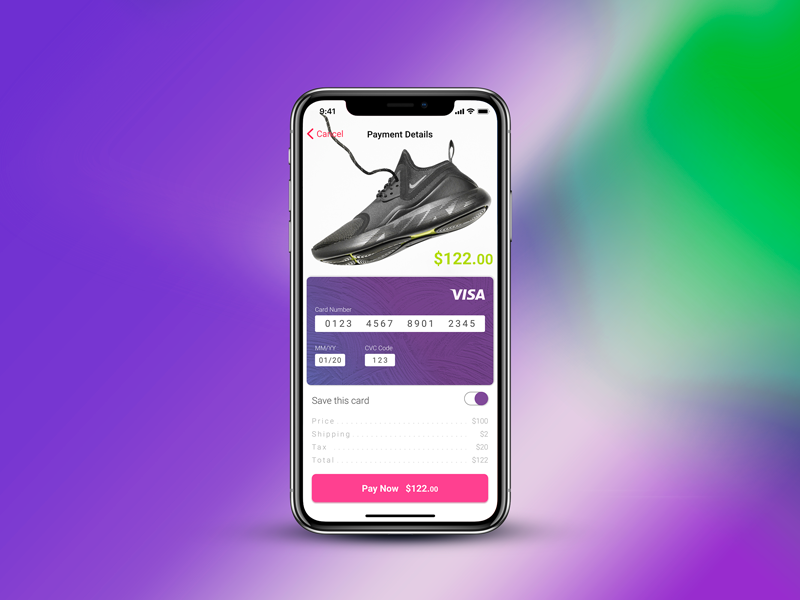 9:41
Cancel
Payment Details
$122.00
VISA
Card Number
0123 4567 8901 2345
MM/YY CVC Code
01/20 123
Save this card
Price $100
Shipping $2
Tax $20
Total $122
Pay Now $122.00